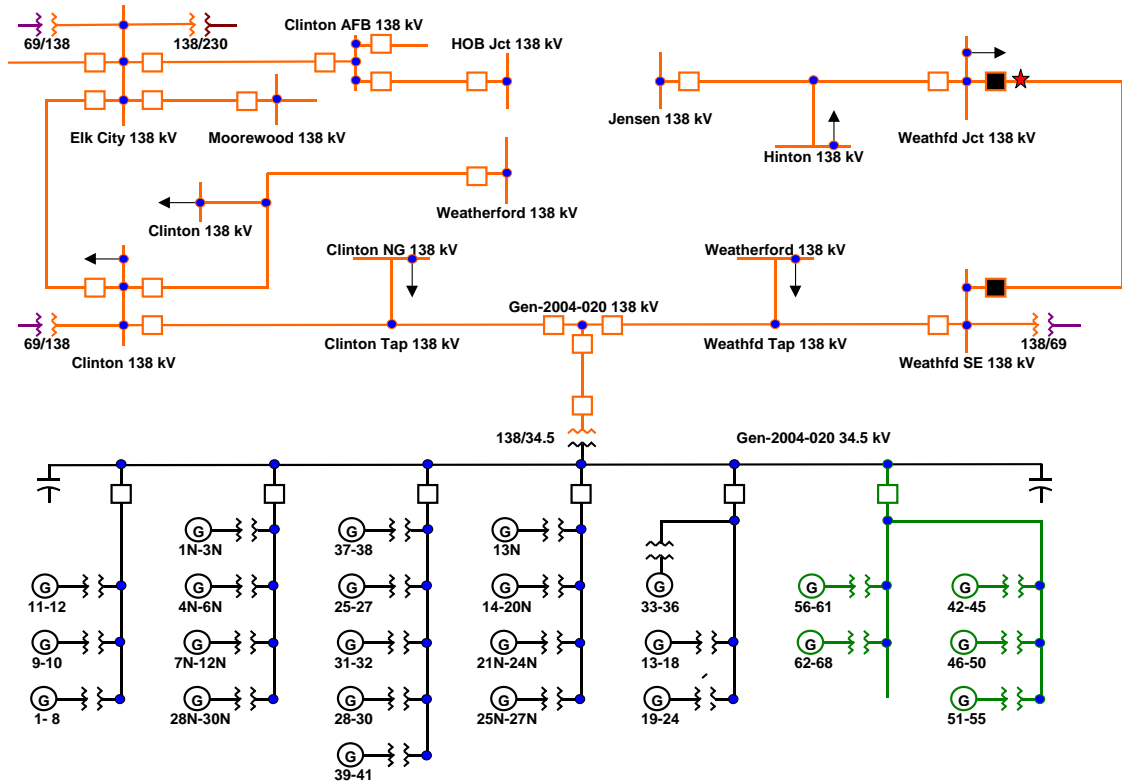 Clinton AFB 138 kV
69/138
138/230
HOB Jct 138 kV
Elk City 138 kV
Moorewood 138 kV
Jensen 138 kV
Weathfd Jct 138 kV
Hinton 138 kV
Clinton 138 kV
Weatherford 138 kV
Clinton NG 138 kV
Weatherford 138 kV
Gen-2004-020 138 kV
69/138
Clinton 138 kV
Clinton Tap 138 kV
Weathfd Tap 138 kV
Weathfd SE 138 kV
138/69
138/34.5
Gen-2004-020 34.5 kV
G
1N-3N
G
37-38
G
13N
G
11-12
G
4N-6N
G
25-27
G
14-20N
G
33-36
G
56-61
G
42-45
G
9-10
G
7N-12N
G
31-32
G
21N-24N
G
13-18
G
62-68
G
46-50
G
1- 8
G
28N-30N
G
28-30
G
25N-27N
G
19-24
G
51-55
G
39-41